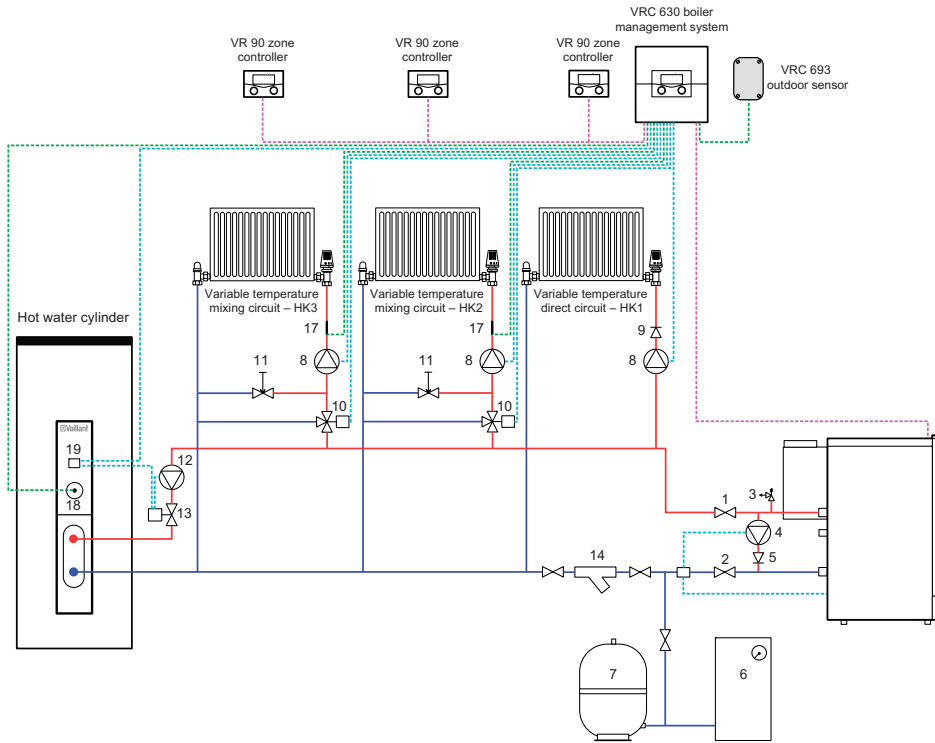 VRC 630 boiler
management system
VR 90 zone
controller
VR 90 zone
controller
VR 90 zone
controller
VRC 693
outdoor sensor
Variable temperature
mixing circuit – HK3
Variable temperature
mixing circuit – HK2
Variable temperature
direct circuit – HK1
Hot water cylinder
17
17
9
8
8
8
11
11
10
10
Vaillant
19
18
12
13
1
3
4
5
2
14
7
6